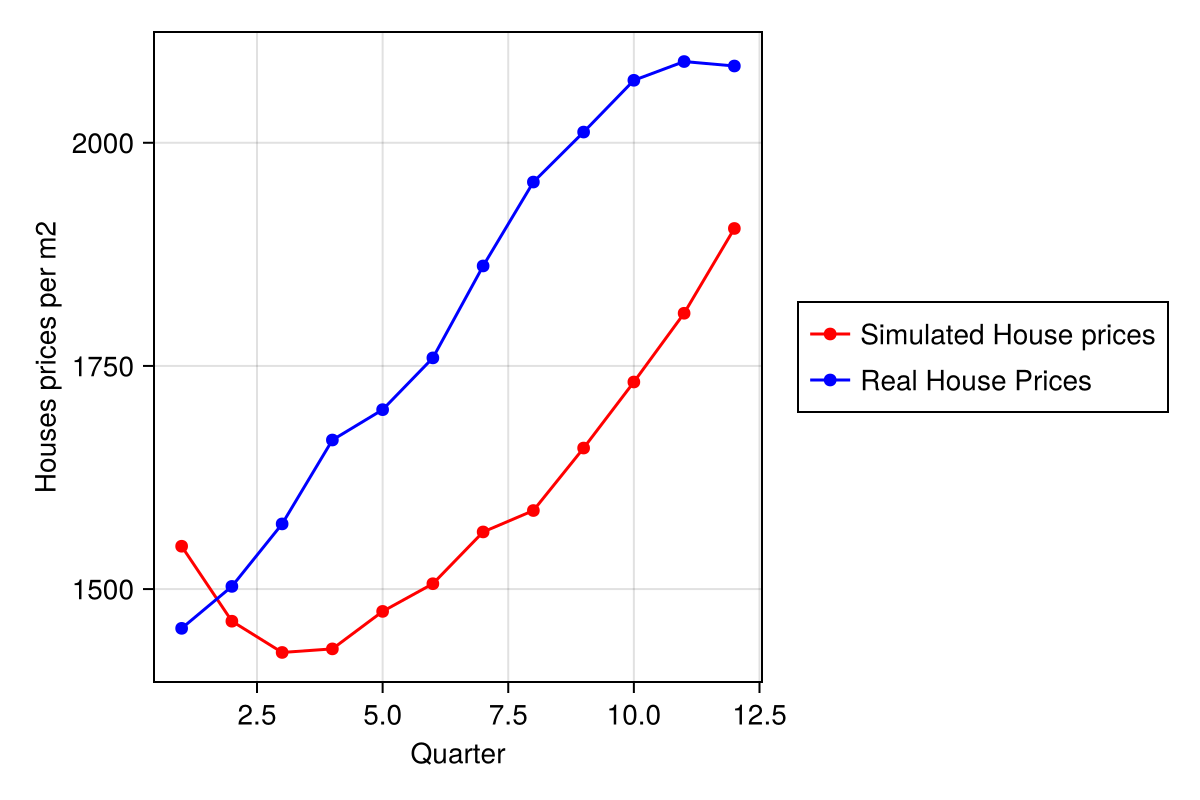 2000
1750
1500
Houses prices per m2
2.5 5.0 7.5 10.0 12.5
Quarter
Simulated House prices
Real House Prices